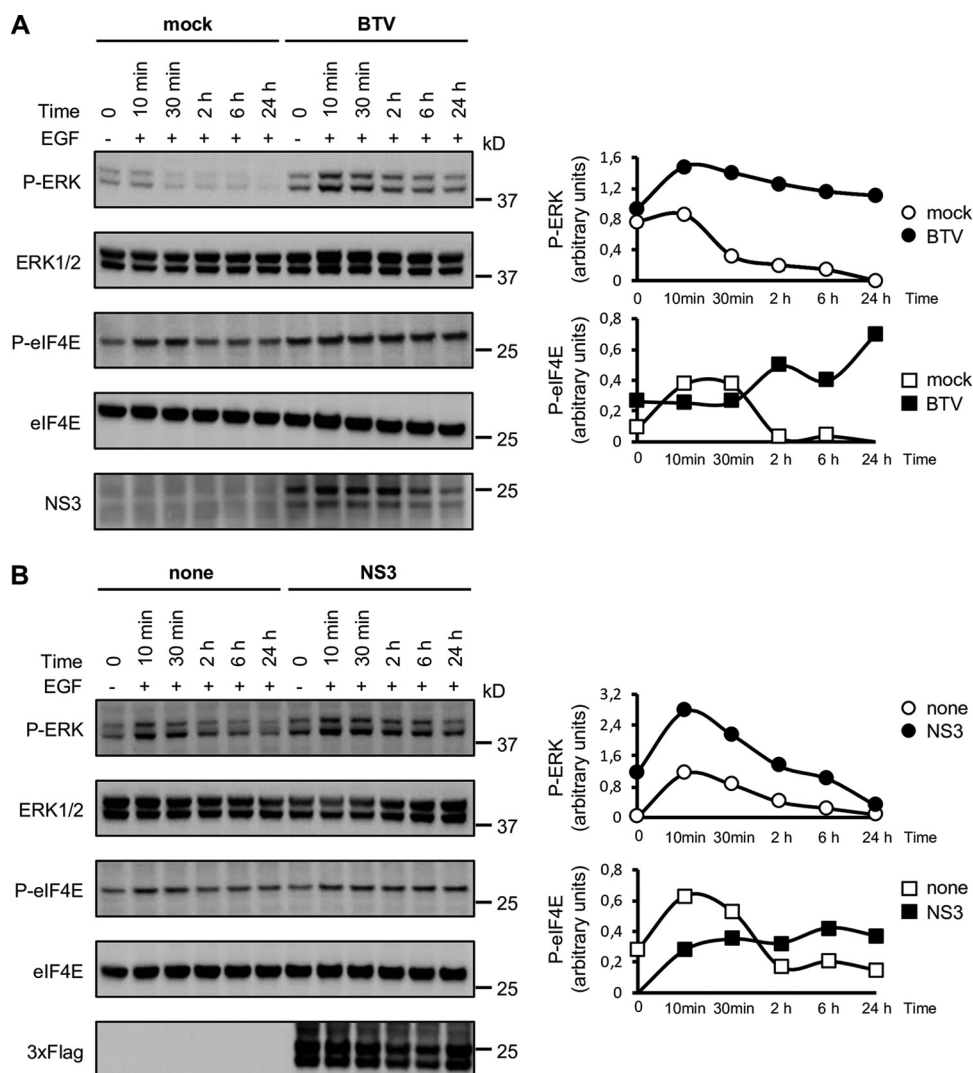 A
mock BTV
Time 0 10 min 30 min 2 h 6 h 24 h 0 10 min 30 min 2 h 6 h 24 h
EGF - + + + + + - + + + + + kD
P-ERK 37
ERK1/2 37
P-eIF4E 25
eIF4E 25
NS3 25
P-ERK
(arbitrary units)
1,6
1,2
0,8
0,4
0
0 10min 30min 2 h 6 h 24 h Time
mock
BTV
P-eIF4E
(arbitrary units)
0,8
0,6
0,4
0,2
0
0 10min 30min 2 h 6 h 24 h Time
mock
BTV
B
none NS3
Time 0 10 min 30 min 2 h 6 h 24 h 0 10 min 30 min 2 h 6 h 24 h
EGF - + + + + + - + + + + + kD
P-ERK 37
ERK1/2 37
P-eIF4E 25
eIF4E 25
3xFlag 25
P-ERK
(arbitrary units)
3,2
2,4
1,6
0,8
0
0 10min 30min 2 h 6 h 24 h Time
none
NS3
P-eIF4E
(arbitrary units)
0,8
0,6
0,4
0,2
0
0 10min 30min 2 h 6 h 24 h Time
none
NS3